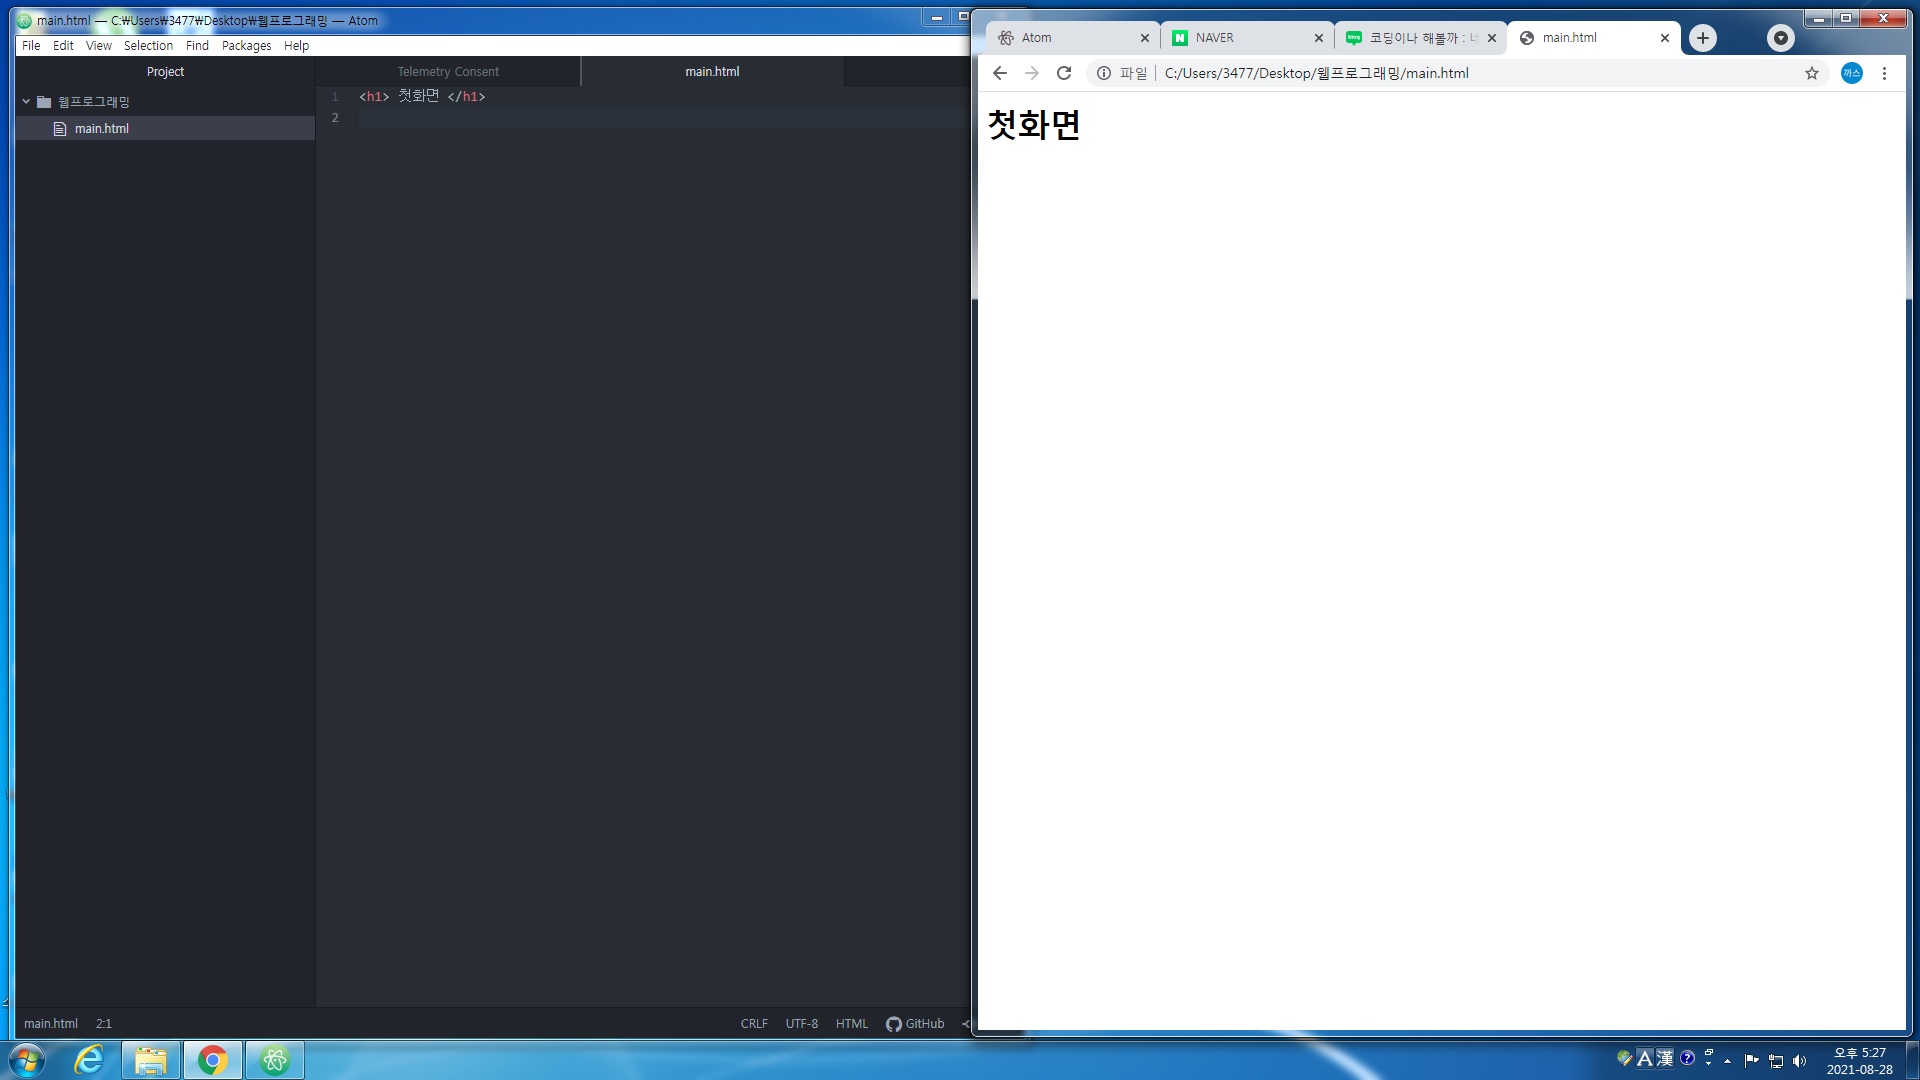 main.html — C:₩Users₩3477₩Desktop₩웹프로그래밍 — Atom
File Edit View Selection Find Packages Help
Project
웹프로그래밍
main.html
Telemetry Consent
main.html
1 <h1> 첫화면 </h1>
2
main.html 2:1
CRLF UTF-8 HTML GitHub
Atom
NAVER
blog
코딩이나 해볼까 : 네
main.html
파일 C:/Users/3477/Desktop/웹프로그래밍/main.html
까스
첫화면
A 漢
오후 5:27
2021-08-28